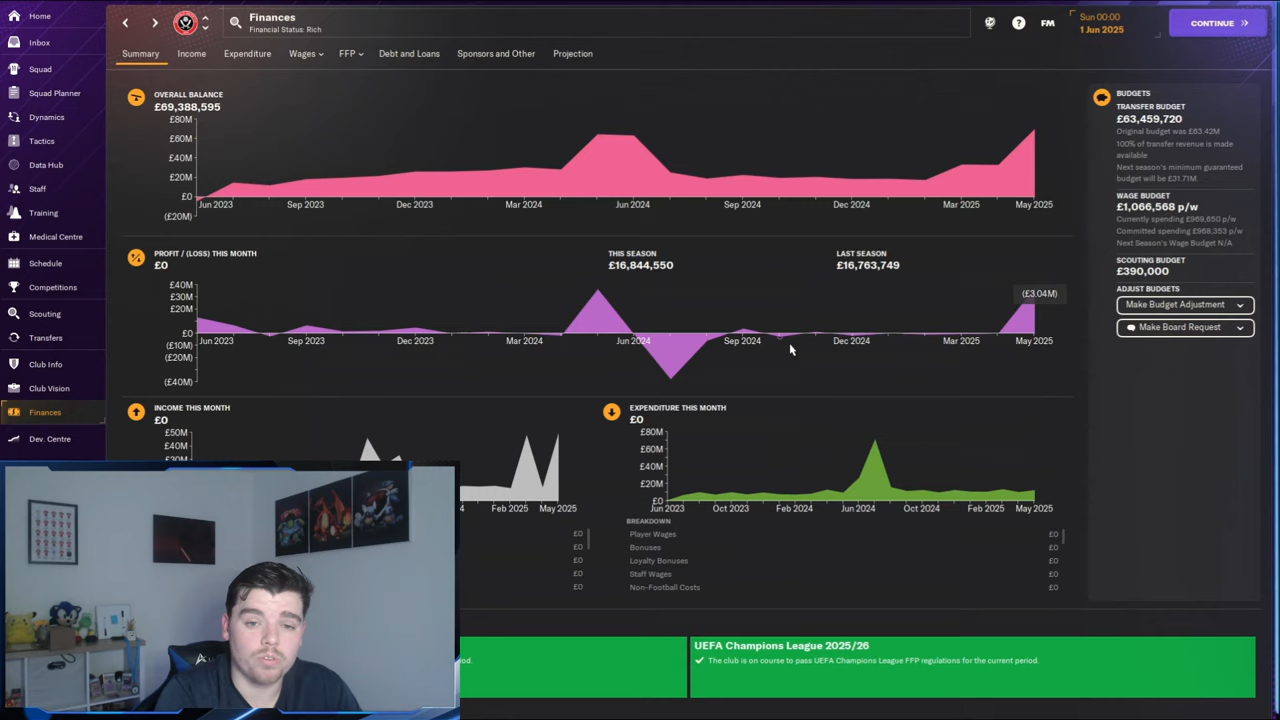 Home
Inbox
Squad
Squad Planner
Dynamics
Tactics
Data Hub
Staff
Training
Medical Centre
Schedule
Competitions
Scouting
Transfers
Club Info
Club Vision
Finances
Dev. Centre
Finances
Financial Status: Rich
?
FM
Sun 00:00
1 Jun 2025
CONTINUE
Summary
Income
Expenditure
Wages
FFP
Debt and Loans
Sponsors and Other
Projection
OVERALL BALANCE
£69,388,595
£80M
£60M
£40M
£20M
£0
(£20M)
Jun 2023
Sep 2023
Dec 2023
Mar 2024
Jun 2024
Sep 2024
Dec 2024
Mar 2025
May 2025
PROFIT / (LOSS) THIS MONTH
£0
THIS SEASON
£16,844,550
LAST SEASON
£16,763,749
£40M
£30M
£20M
£0
(£10M)
(£20M)
(£40M)
(£3.04M)
Jun 2023
Sep 2023
Dec 2023
Mar 2024
Jun 2024
Sep 2024
Dec 2024
Mar 2025
May 2025
INCOME THIS MONTH
£0
£50M
£40M
£30M
Feb 2025
May 2025
£0
£0
£0
£0
£0
EXPENDITURE THIS MONTH
£0
£80M
£60M
£40M
£20M
£0
Jun 2023
Oct 2023
Feb 2024
Jun 2024
Oct 2024
Feb 2025
May 2025
BREAKDOWN
Player Wages £0
Bonuses £0
Loyalty Bonuses £0
Staff Wages £0
Non-Football Costs £0
UEFA Champions League 2025/26
The club is on course to pass UEFA Champions League FFP regulations for the current period.
BUDGETS
TRANSFER BUDGET
£63,459,720
Original budget was £63.42M
100% of transfer revenue is made
available
Next season's minimum guaranteed
budget will be £31.71M
WAGE BUDGET
£1,066,568 p/w
Currently spending £969,650 p/w
Committed spending £968,353 p/w
Next Season's Wage Budget N/A
SCOUTING BUDGET
£390,000
ADJUST BUDGETS
Make Budget Adjustment
Make Board Request